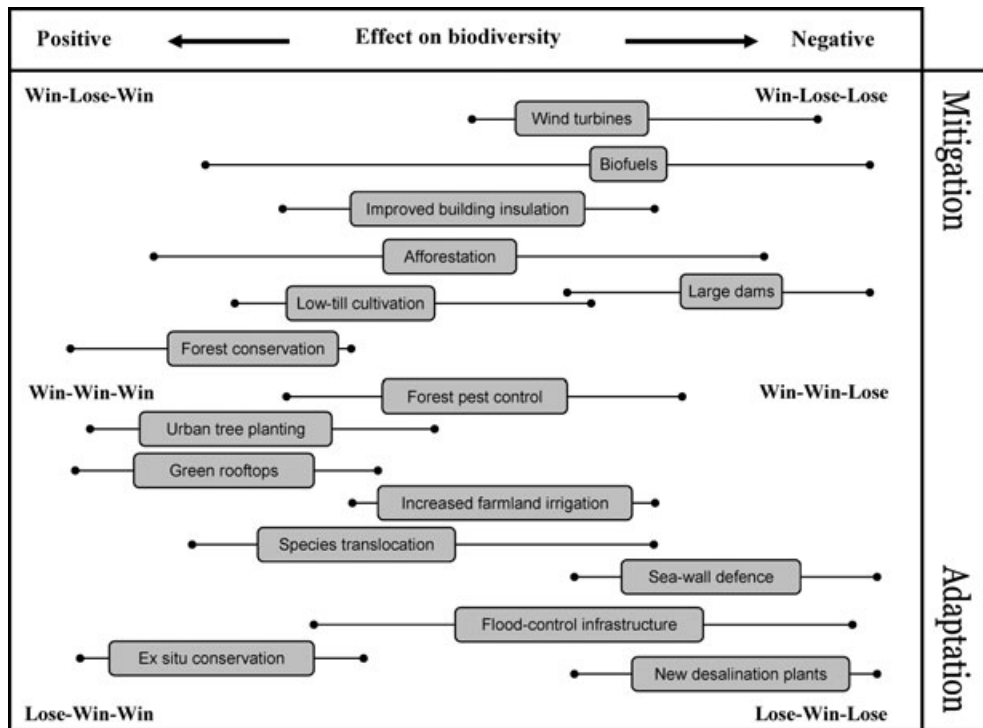 Positive
Effect on biodiversity
Negative
Win-Lose-Win
Win-Lose-Lose
Mitigation
Wind turbines
Biofuels
Improved building insulation
Afforestation
Large dams
Low-till cultivation
Forest conservation
Win-Win-Win
Forest pest control
Win-Win-Lose
Urban tree planting
Green rooftops
Increased farmland irrigation
Species translocation
Adaptation
Sea-wall defence
Flood-control infrastructure
Ex situ conservation
New desalination plants
Lose-Win-Win
Lose-Win-Lose